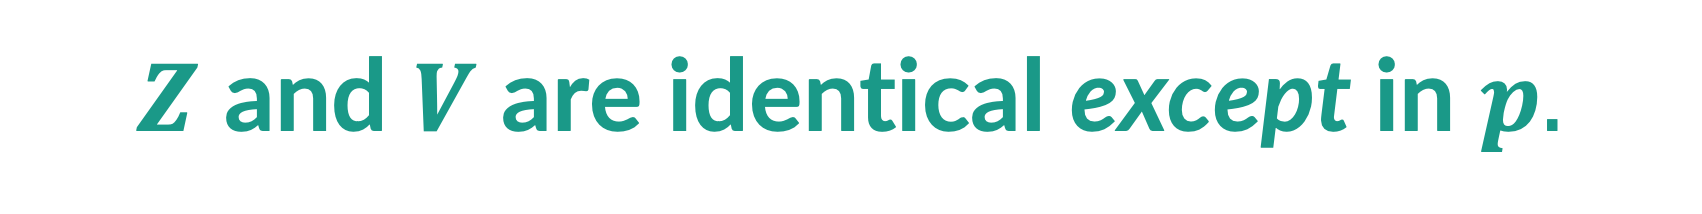 Z and V are identical except in p.